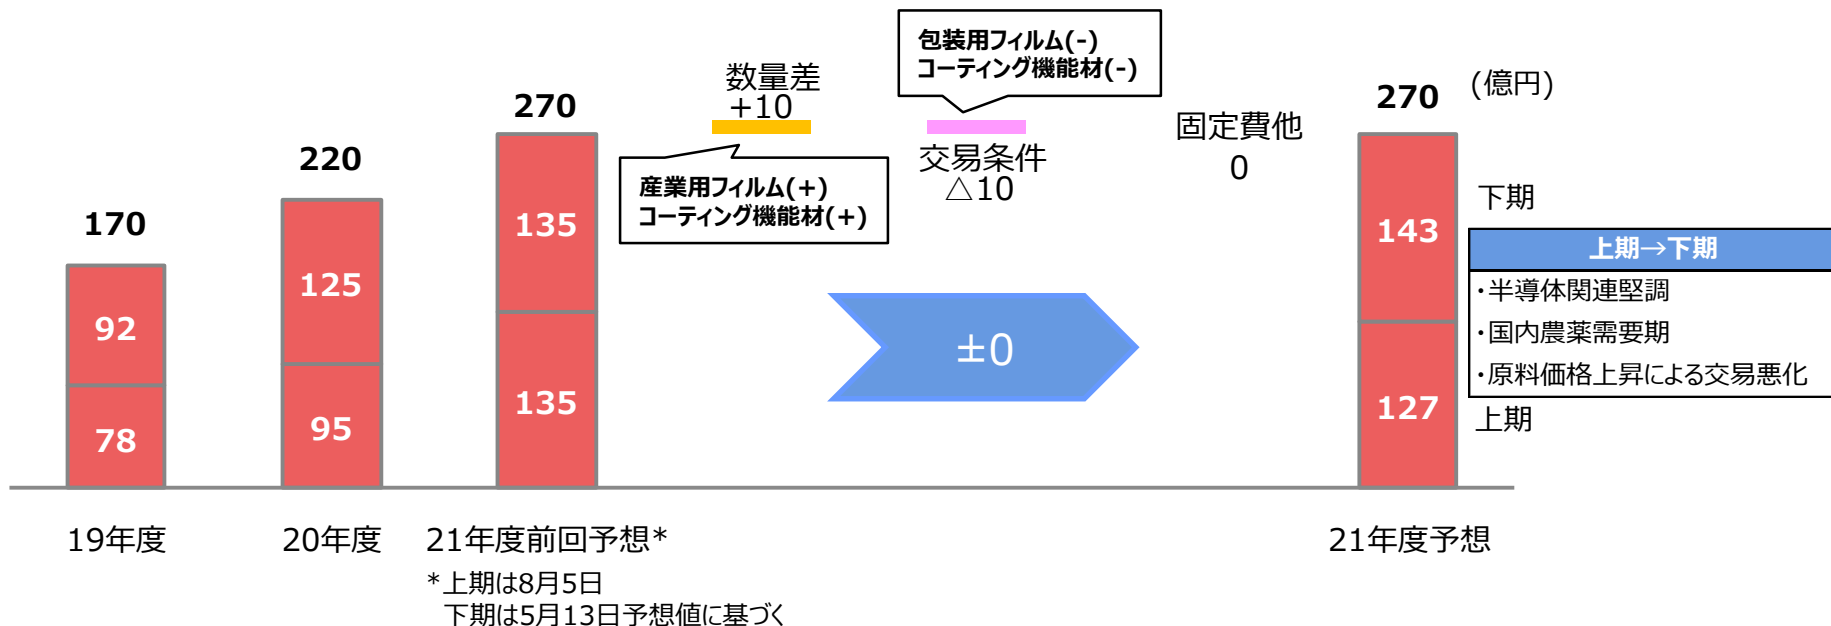 170
92
78
19年度
220
125
95
20年度
270
135
135
21年度前回予想*
*上期は8月5日
下期は5月13日予想値に基づく
数量差
+10
産業用フィルム(+)
コーティング機能材(+)
包装用フィルム(-)
コーティング機能材(-)
交易条件
△10
±0
固定費他
0
270
143
127
21年度予想
(億円)
下期
上期→下期
・半導体関連堅調
・国内農薬需要期
・原料価格上昇による交易悪化
上期